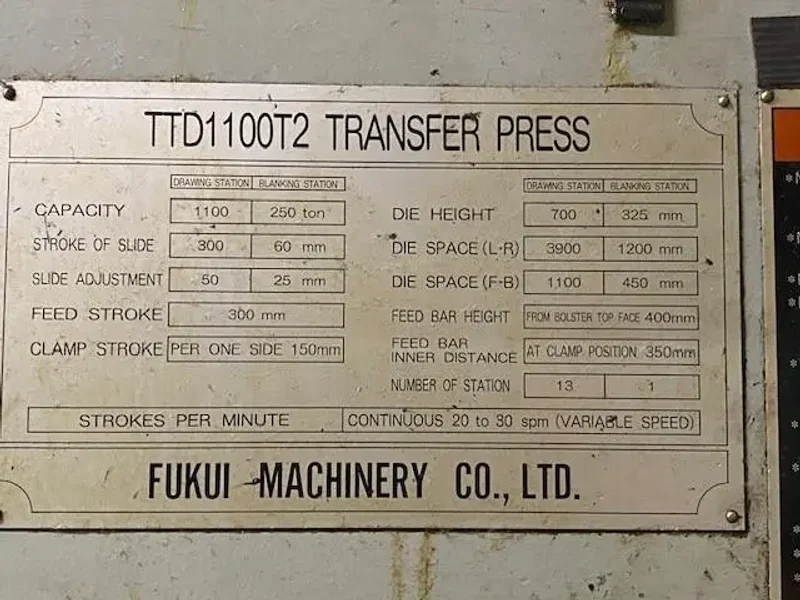 TTD1100T2 TRANSFER PRESS
DRAWING STATION BLANKING STATION
CAPACITY 1100 250 ton
STROKE OF SLIDE 300 60 mm
SLIDE ADJUSTMENT 50 25 mm
FEED STROKE 300 mm
CLAMP STROKE PER ONE SIDE 150mm
DRAWING STATION BLANKING STATION
DIE HEIGHT 700 325 mm
DIE SPACE (L·R) 3900 1200 mm
DIE SPACE (F·B) 1100 450 mm
FEED BAR HEIGHT FROM BOLSTER TOP FACE 400mm
FEED BAR
INNER DISTANCE AT CLAMP POSITION 350mm
NUMBER OF STATION 13 1
STROKES PER MINUTE CONTINUOUS 20 to 30 spm (VARIABLE SPEED)
FUKUI MACHINERY CO., LTD.